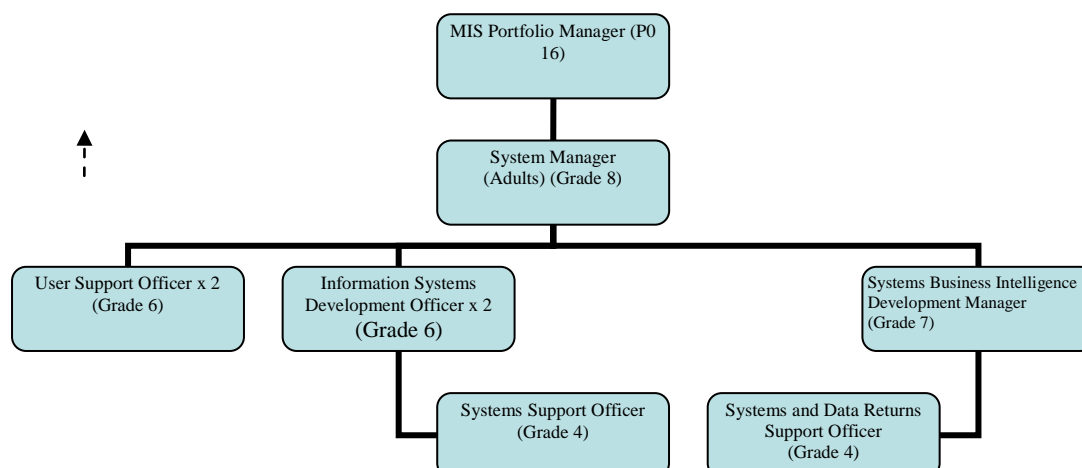 MIS Portfolio Manager (P0
16)
System Manager
(Adults) (Grade 8)
User Support Officer x 2
(Grade 6)
Information Systems
Development Officer x 2
(Grade 6)
Systems Business Intelligence
Development Manager
(Grade 7)
Systems Support Officer
(Grade 4)
Systems and Data Returns
Support Officer
(Grade 4)